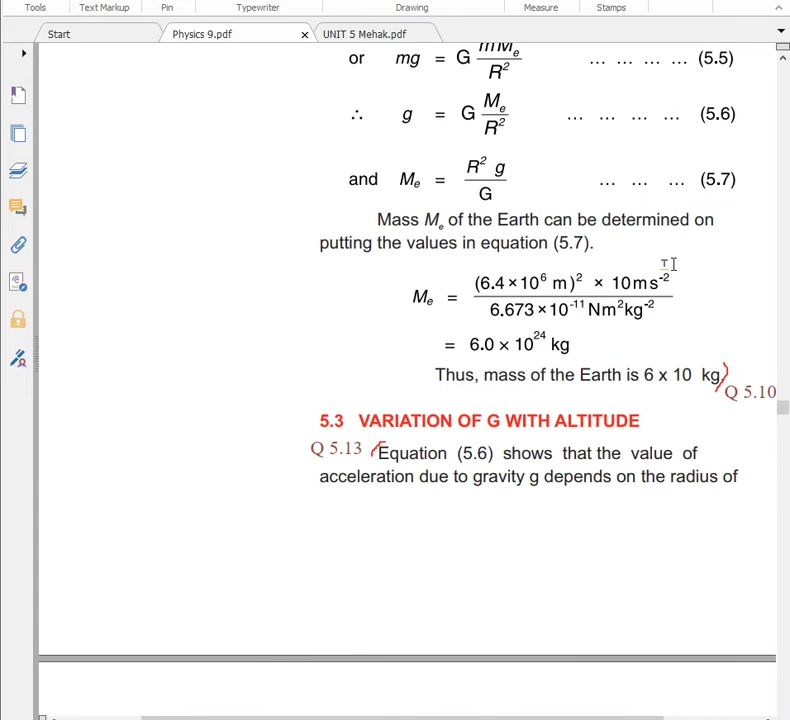 Tools Text Markup Pin Typewriter Drawing Measure Stamps
Start Physics 9.pdf × UNIT 5 Mehak.pdf
or mg = G mMₑ / R² ... ... ... ... (5.5)
∴ g = G Mₑ / R² ... ... ... ... (5.6)
and Mₑ = R² g / G ... ... ... (5.7)
Mass Mₑ of the Earth can be determined on
putting the values in equation (5.7).
Mₑ = (6.4 × 10⁶ m)² × 10 m s⁻² / 6.673 × 10⁻¹¹ Nm² kg⁻²
= 6.0 × 10²⁴ kg
Thus, mass of the Earth is 6 x 10 kg
Q 5.10
5.3 VARIATION OF G WITH ALTITUDE
Q 5.13 Equation (5.6) shows that the value of
acceleration due to gravity g depends on the radius of